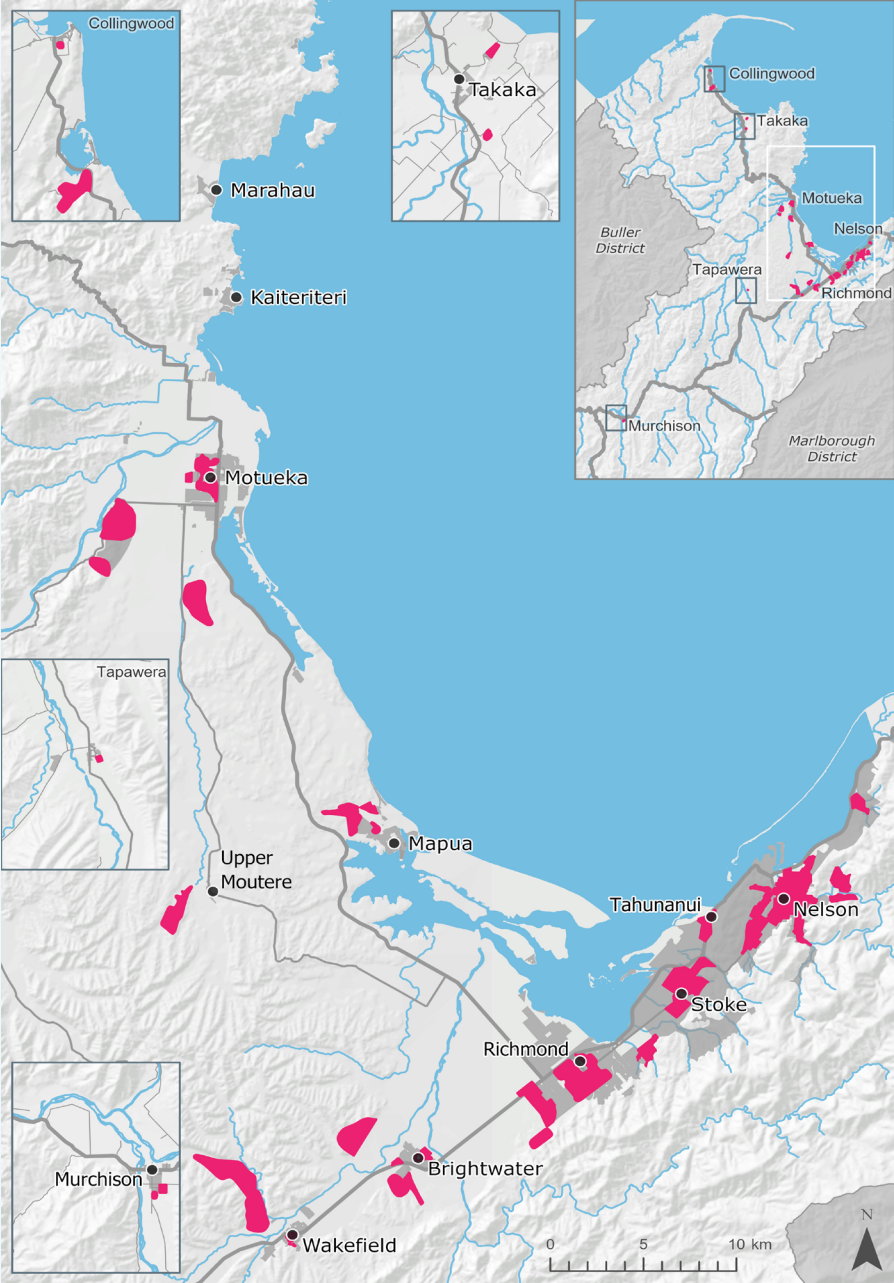 Collingwood
Takaka
Collingwood
Takaka
Motueka
Nelson
Buller
District
Tapawera
Richmond
Murchison
Marlborough
District
Marahau
Kaiteriteri
Motueka
Tapawera
Mapua
Upper
Moutere
Tahunanui
Nelson
Stoke
Richmond
Murchison
Brightwater
Wakefield
0 5 10 km
N